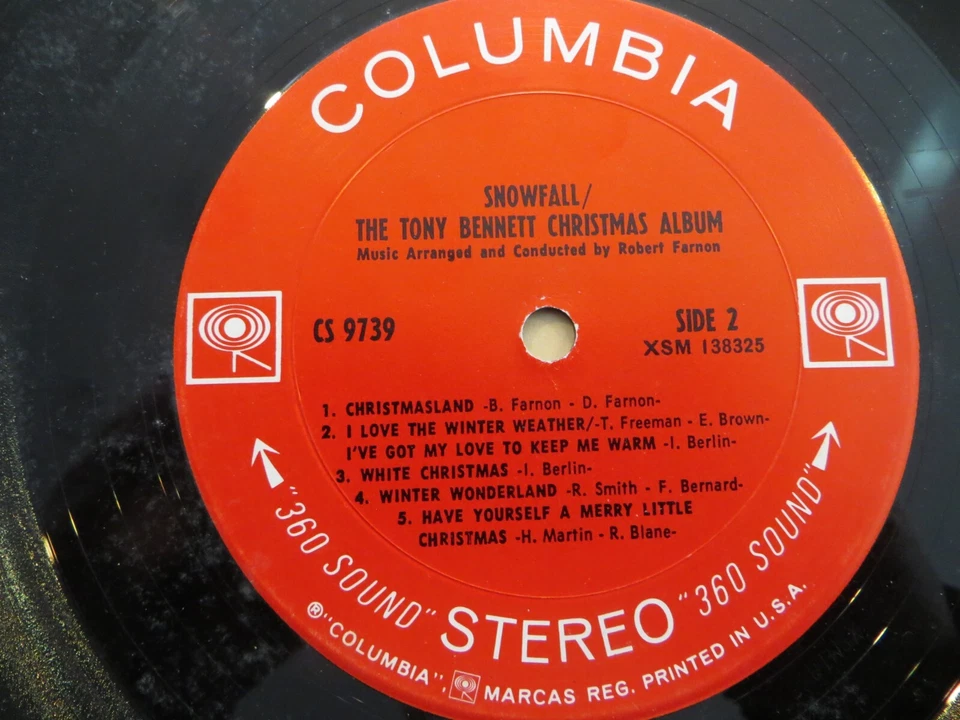 COLUMBIA
SNOWFALL/
THE TONY BENNETT CHRISTMAS ALBUM
Music Arranged and Conducted by Robert Farnon
CS 9739
SIDE 2
XSM 138325
1. CHRISTMASLAND -B. Farnon - D. Farnon-
2. I LOVE THE WINTER WEATHER/-T. Freeman - E. Brown-
I'VE GOT MY LOVE TO KEEP ME WARM -I. Berlin-
3. WHITE CHRISTMAS -I. Berlin-
4. WINTER WONDERLAND -R. Smith - F. Bernard-
5. HAVE YOURSELF A MERRY LITTLE
CHRISTMAS -H. Martin - R. Blane-
"360 SOUND" STEREO "360 SOUND"
®"COLUMBIA", MARCAS REG. PRINTED IN U.S.A.